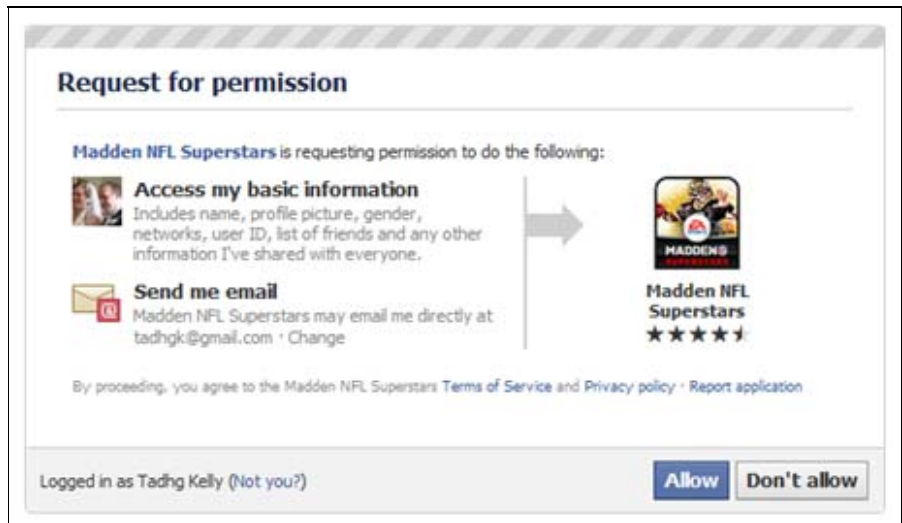 Request for permission
Madden NFL Superstars is requesting permission to do the following:
Access my basic information
Includes name, profile picture, gender,
networks, user ID, list of friends and any other
information I've shared with everyone.
Send me email
Madden NFL Superstars may email me directly at
tadhgk@gmail.com · Change
EA
MADDEN
SUPERSTARS
Madden NFL
Superstars
By proceeding, you agree to the Madden NFL Superstars Terms of Service and Privacy policy · Report application
Logged in as Tadhg Kelly (Not you?)
Allow
Don't allow